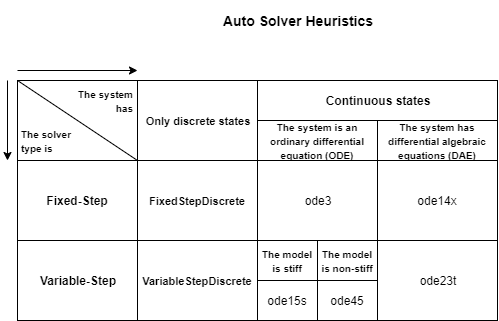 Auto Solver Heuristics
The system
has
The solver
type is
Only discrete states
Continuous states
The system is an
ordinary differential
equation (ODE)
The system has
differential algebraic
equations (DAE)
Fixed-Step
FixedStepDiscrete
ode3
ode14x
Variable-Step
VariableStepDiscrete
The model
is stiff
The model
is non-stiff
ode15s
ode45
ode23t